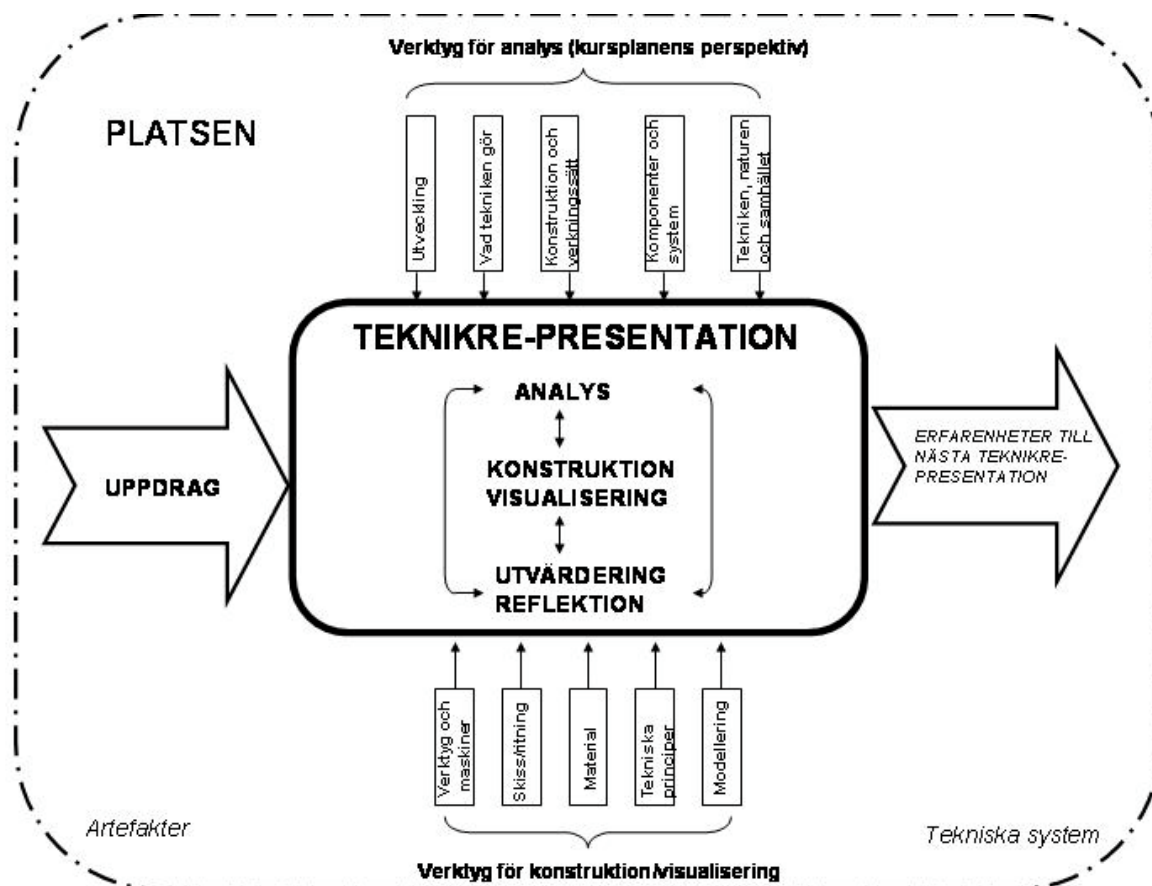 Verktyg för analys (kursplanens perspektiv)
PLATSEN
Utveckling
Vad tekniken gör
Konstruktion och
verkningssätt
Komponenter och
system
Tekniken, naturen
och samhället
TEKNIKRE-PRESENTATION
ANALYS
KONSTRUKTION
VISUALISERING
UTVÄRDERING
REFLEKTION
UPPDRAG
ERFARENHETER TILL
NÄSTA TEKNIKRE-
PRESENTATION
Verktyg och
maskiner
Skiss/ritning
Material
Tekniska
principer
Modellering
Artefakter
Tekniska system
Verktyg för konstruktion/visualisering